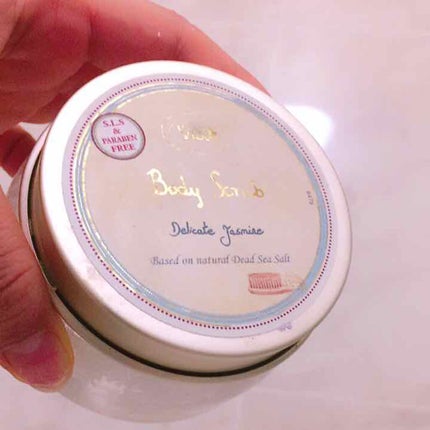 S.L.S
&
PARABEN
FREE
Body Scrub
Delicate Jasmine
Based on natural Dead Sea Salt